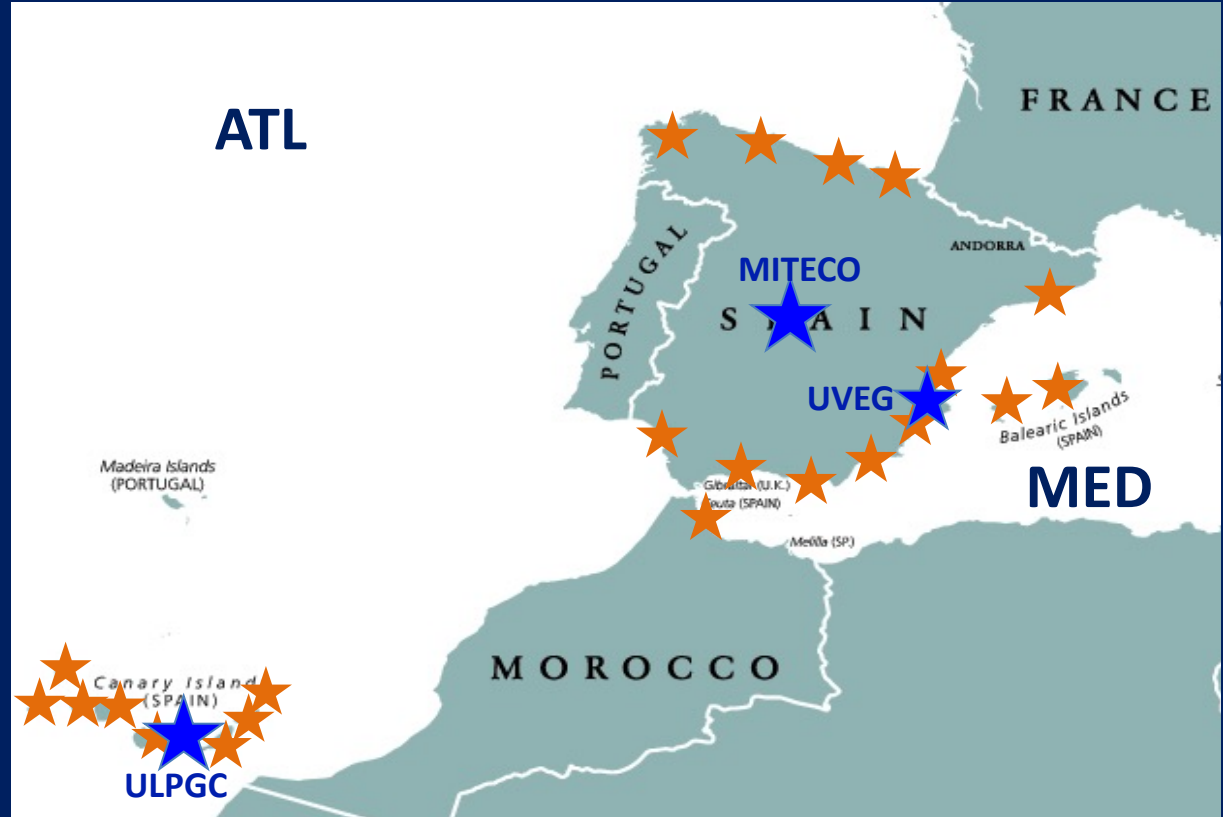 FRANCE
ATL
ANDORRA
PORTUGAL
MITECO
SPAIN
UVEG
Balearic Islands
(SPAIN)
Madeira Islands
(PORTUGAL)
MED
Gibraltar (U.K.)
Ceuta (SPAIN)
Melilla (SP.)
MOROCCO
Canary Island
(SPAIN)
ULPGC